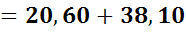 = 20,60 + 38,10